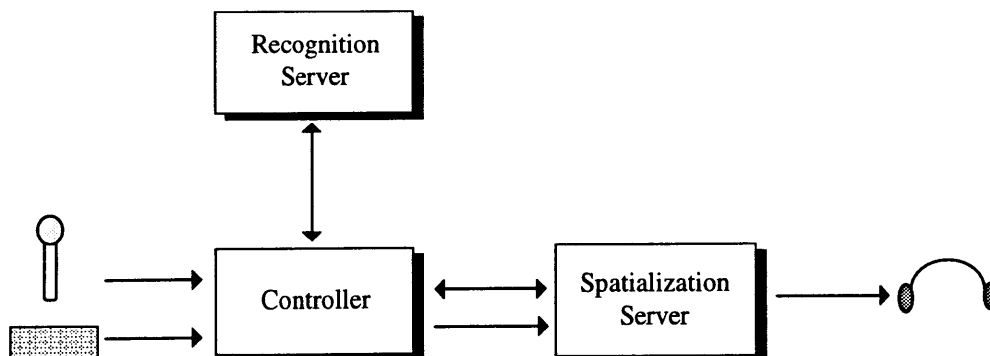 Recognition
Server
Controller
Spatialization
Server